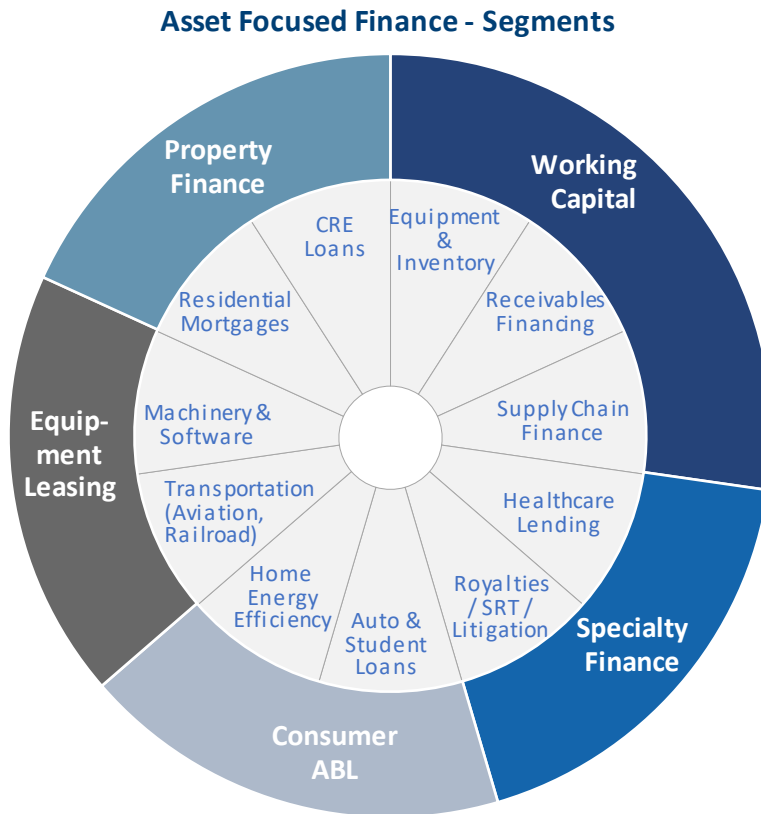 Asset Focused Finance - Segments
Property
Finance
Working
Capital
CRE
Loans
Equipment
&
Inventory
Residential
Mortgages
Receivables
Financing
Machinery &
Software
Supply Chain
Finance
Equip-
ment
Leasing
Transportation
(Aviation,
Railroad)
Healthcare
Lending
Home
Energy
Efficiency
Auto &
Student
Loans
Royalties
/ SRT /
Litigation
Specialty
Finance
Consumer
ABL